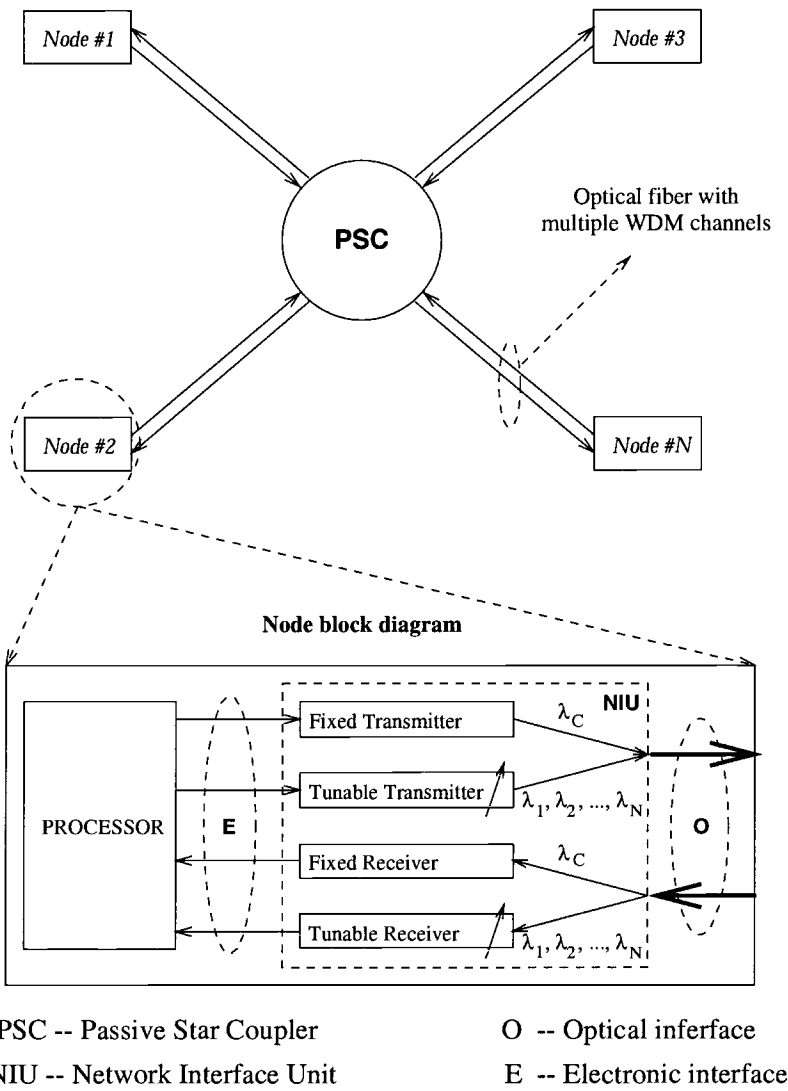 Node #1
Node #3
PSC
Optical fiber with
multiple WDM channels
Node #2
Node #N
Node block diagram
NIU
Fixed Transmitter
λC
Tunable Transmitter
λ1, λ2, ..., λN
PROCESSOR
E
O
Fixed Receiver
λC
Tunable Receiver
λ1, λ2, ..., λN
PSC -- Passive Star Coupler
O -- Optical inferface
NIU -- Network Interface Unit
E -- Electronic interface